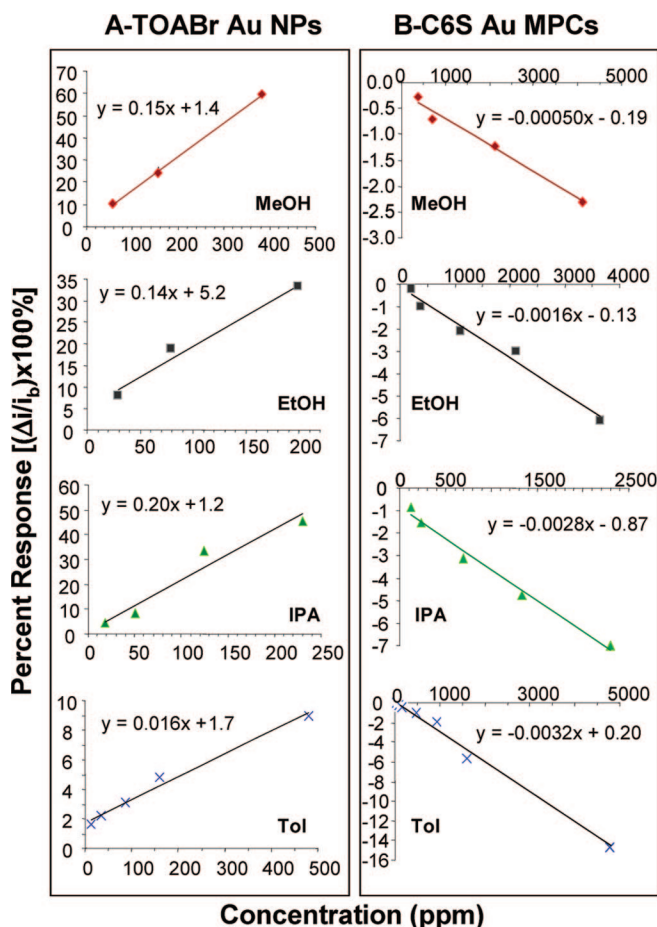 A-TOABr Au NPs
B-C6S Au MPCs
Percent Response [(Δi/ib)x100%]
70
60
50
40
30
20
10
0
y = 0.15x +1.4
MeOH
0 100 200 300 400 500
0 1000 2000 3000 4000 5000
0.0
-0.5
-1.0
-1.5
-2.0
-2.5
-3.0
y = -0.00050x - 0.19
MeOH
35
30
25
20
15
10
5
0
y = 0.14x + 5.2
EtOH
0 50 100 150 200
0 1000 2000 3000 4000
0
-1
-2
-3
-4
-5
-6
-7
y = -0.0016x - 0.13
EtOH
60
50
40
30
20
10
0
y = 0.20x +1.2
IPA
0 50 100 150 200 250
0 700 1300 2300
0
-1
-2
-3
-4
-5
-6
-7
y = -0.0028x - 0.87
IPA
10
8
6
4
2
0
y = 0.016x +1.7
Tol
0 100 200 300 400 500
0 1000 3000 4000 5000
0
-2
-4
-6
-8
-10
-12
-14
-16
y = -0.0032x + 0.20
Tol
Concentration (ppm)